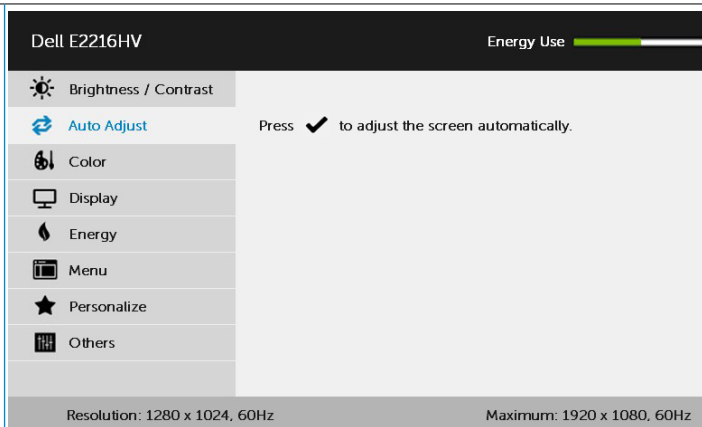 Dell E2216HV
Energy Use
Brightness / Contrast
Auto Adjust
Press ✔ to adjust the screen automatically.
Color
Display
Energy
Menu
Personalize
Others
Resolution: 1280 x 1024, 60Hz
Maximum: 1920 x 1080, 60Hz